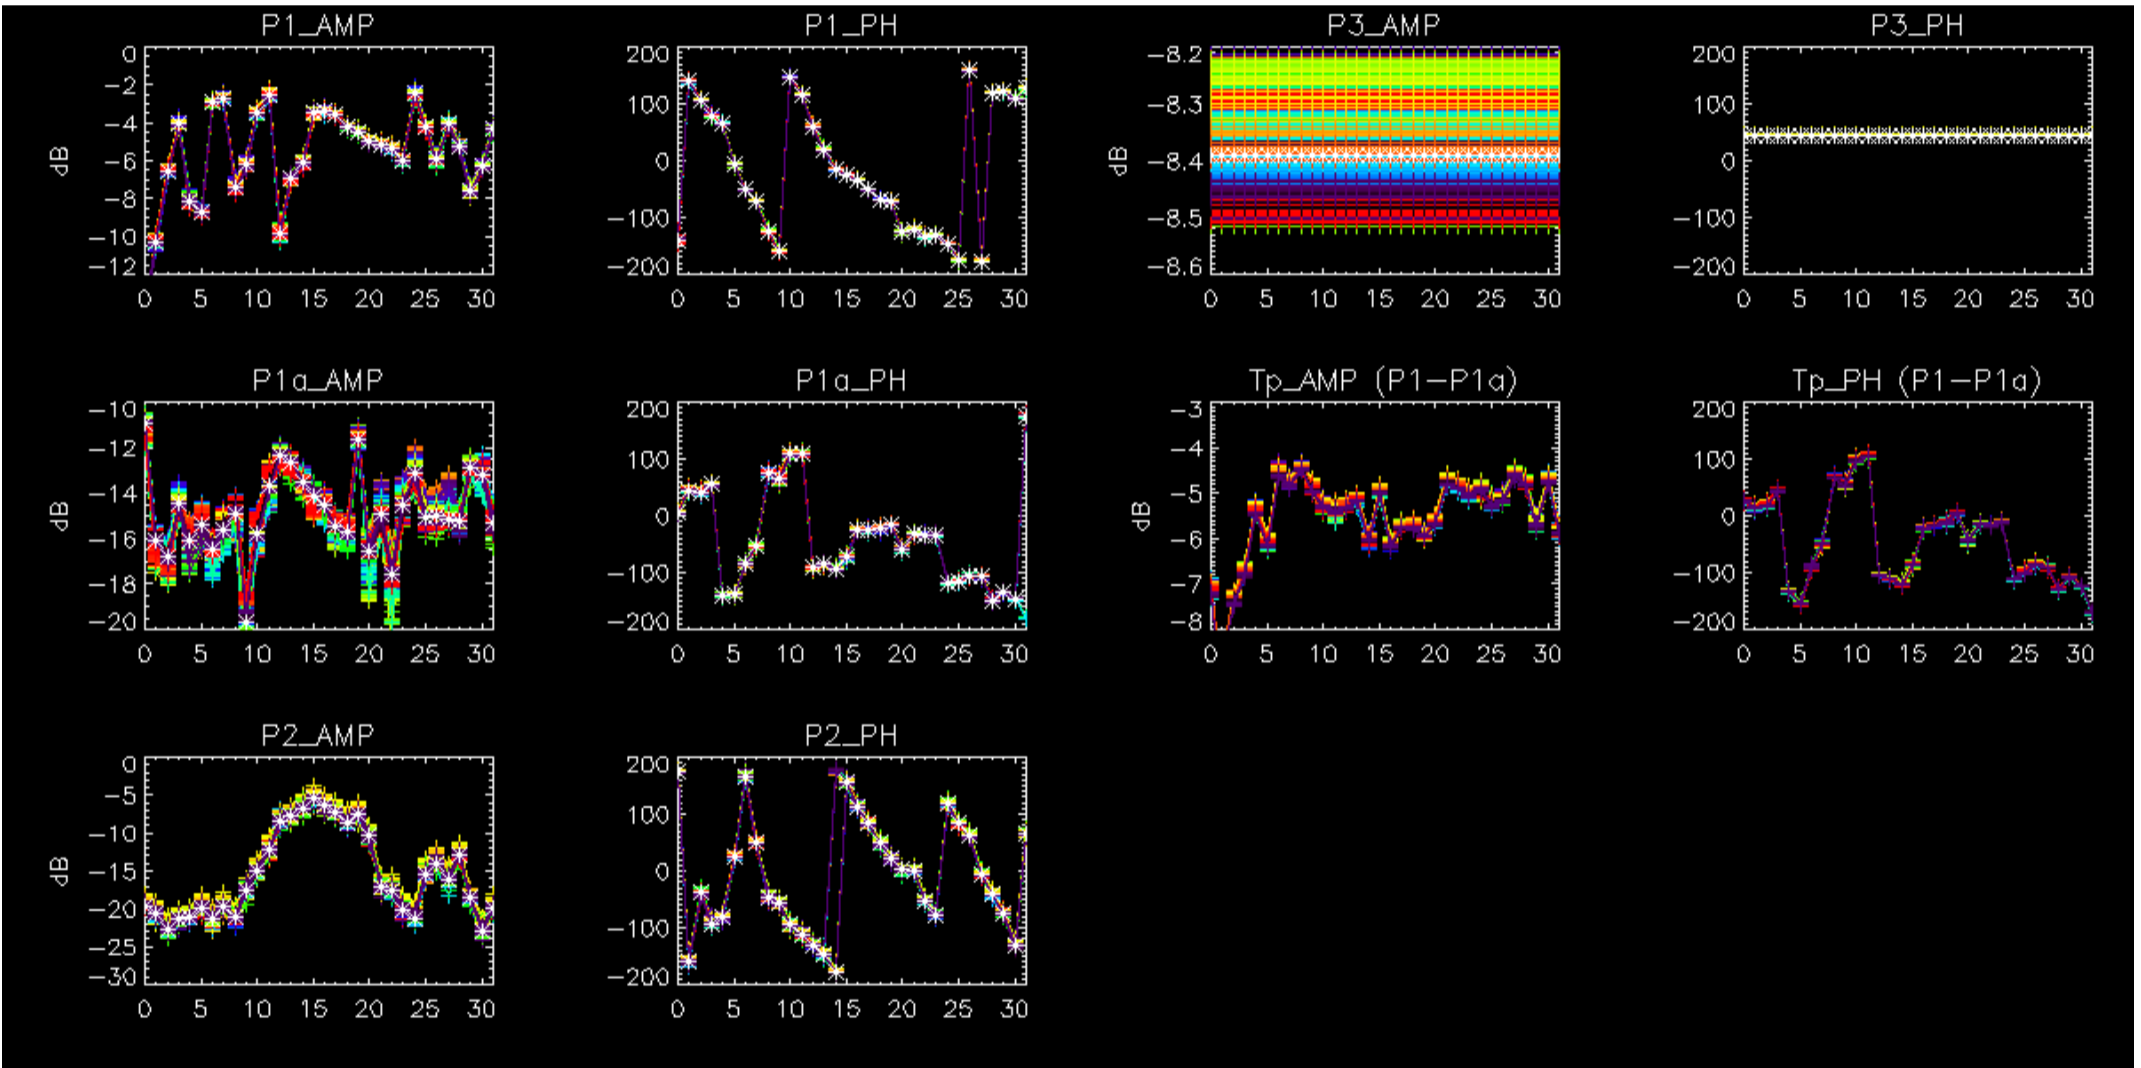 P1_AMP
0
−2
−4
−6
−8
−10
−12
dB
0 5 10 15 20 25 30
P1_PH
200
100
0
−100
−200
0 5 10 15 20 25 30
P3_AMP
−8.2
−8.3
−8.4
−8.5
−8.6
dB
0 5 10 15 20 25 30
P3_PH
200
100
0
−100
−200
0 5 10 15 20 25 30
P1a_AMP
−10
−12
−14
−16
−18
−20
dB
0 5 10 15 20 25 30
P1a_PH
200
100
0
−100
−200
0 5 10 15 20 25 30
Tp_AMP (P1−P1a)
−3
−4
−5
−6
−7
−8
dB
0 5 10 15 20 25 30
Tp_PH (P1−P1a)
200
100
0
−100
−200
0 5 10 15 20 25 30
P2_AMP
0
−5
−10
−15
−20
−25
−30
dB
0 5 10 15 20 25 30
P2_PH
200
100
0
−100
−200
0 5 10 15 20 25 30